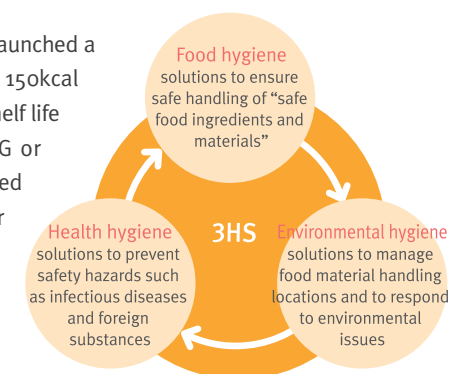 aunched a
150kcal
elf life
G or
ed
r
Food hygiene
solutions to ensure
safe handling of “safe
food ingredients and
materials”
3HS
Health hygiene
solutions to prevent
safety hazards such
as infectious diseases
and foreign
substances
Environmental hygiene
solutions to manage
food material handling
locations and to respond
to environmental
issues